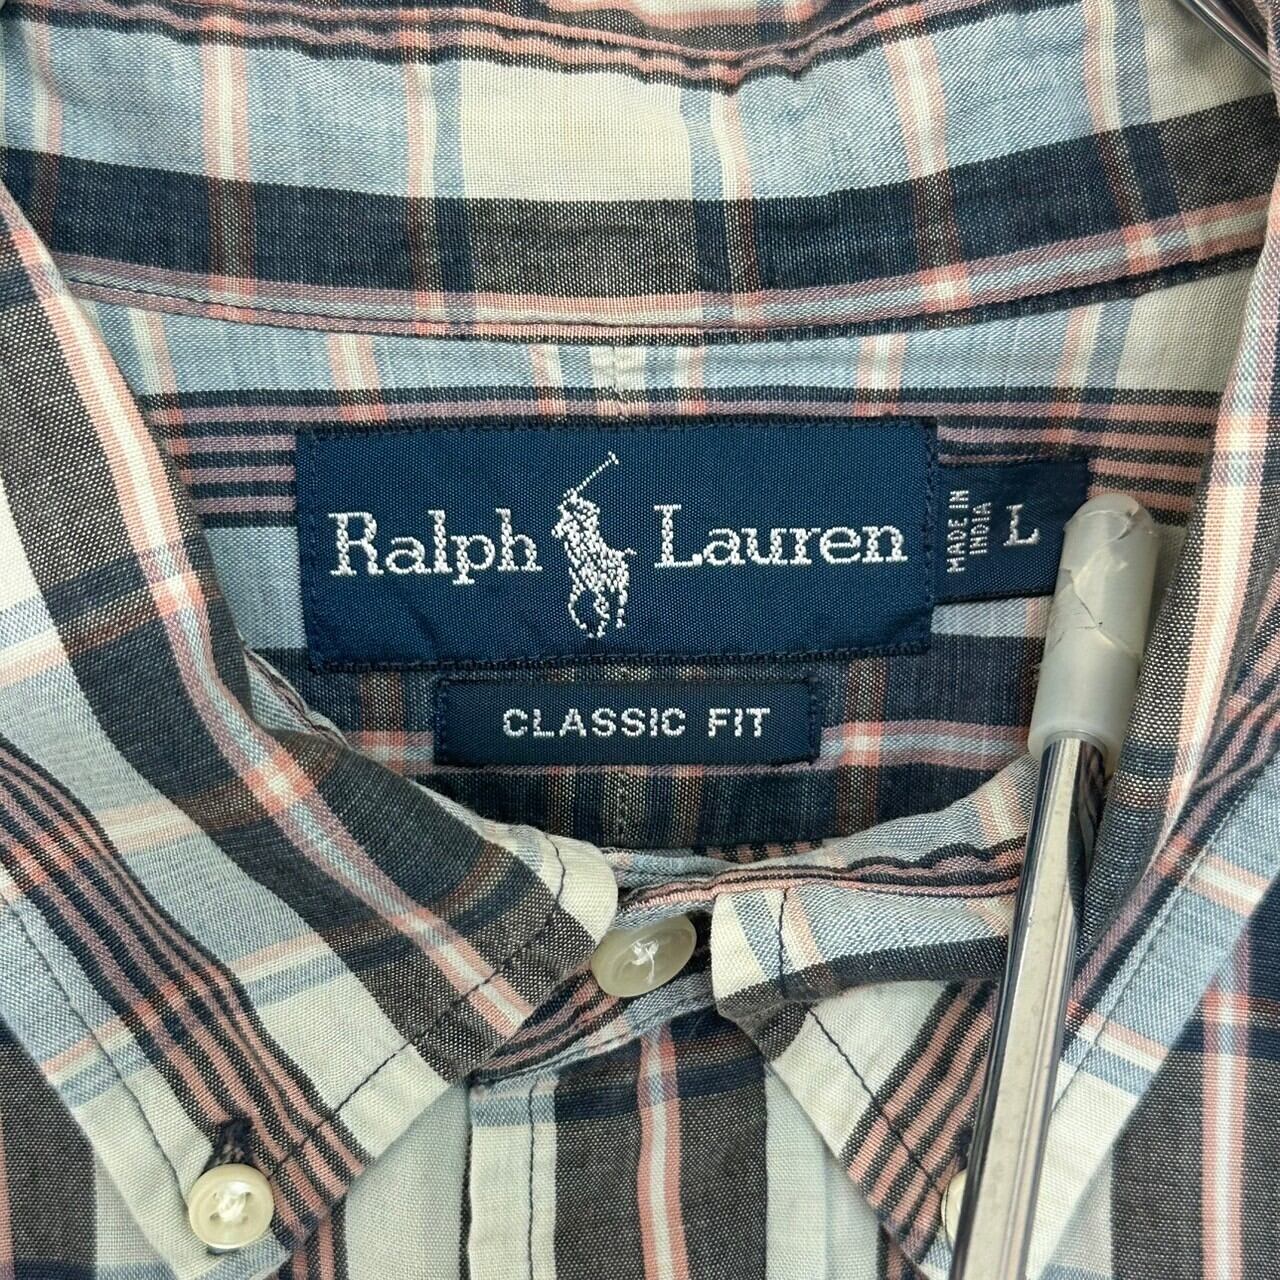 Ralph Lauren
MADE IN
INDIA
L
CLASSIC FIT